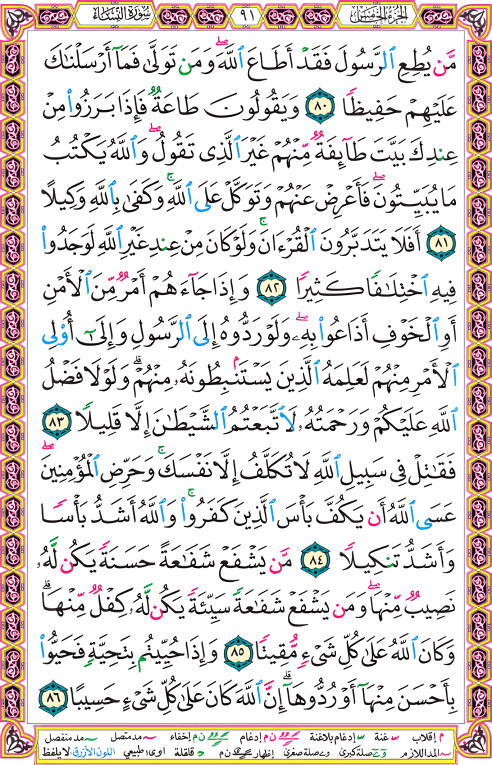 الجزء الخامس ٩١ سورة النساء
مَّن يُطِعِ ٱلرَّسُولَ فَقَدْ أَطَاعَ ٱللَّهَۖ وَمَن تَوَلَّىٰ فَمَآ أَرْسَلْنَٰكَ
عَلَيْهِمْ حَفِيظًا ٨٠ وَيَقُولُونَ طَاعَةٌ فَإِذَا بَرَزُوا۟ مِنْ
عِندِكَ بَيَّتَ طَآئِفَةٌ مِّنْهُمْ غَيْرَ ٱلَّذِى تَقُولُۖ وَٱللَّهُ يَكْتُبُ
مَا يُبَيِّتُونَۖ فَأَعْرِضْ عَنْهُمْ وَتَوَكَّلْ عَلَى ٱللَّهِۚ وَكَفَىٰ بِٱللَّهِ وَكِيلًا
٨١ أَفَلَا يَتَدَبَّرُونَ ٱلْقُرْءَانَۚ وَلَوْ كَانَ مِنْ عِندِ غَيْرِ ٱللَّهِ لَوَجَدُوا۟
فِيهِ ٱخْتِلَٰفًا كَثِيرًا ٨٢ وَإِذَا جَآءَهُمْ أَمْرٌ مِّنَ ٱلْأَمْنِ
أَوِ ٱلْخَوْفِ أَذَاعُوا۟ بِهِۦۖ وَلَوْ رَدُّوهُ إِلَى ٱلرَّسُولِ وَإِلَىٰٓ أُو۟لِى
ٱلْأَمْرِ مِنْهُمْ لَعَلِمَهُ ٱلَّذِينَ يَسْتَنۢبِطُونَهُۥ مِنْهُمْۗ وَلَوْلَا فَضْلُ
ٱللَّهِ عَلَيْكُمْ وَرَحْمَتُهُۥ لَٱتَّبَعْتُمُ ٱلشَّيْطَٰنَ إِلَّا قَلِيلًا ٨٣
فَقَٰتِلْ فِى سَبِيلِ ٱللَّهِ لَا تُكَلَّفُ إِلَّا نَفْسَكَۚ وَحَرِّضِ ٱلْمُؤْمِنِينَۖ
عَسَى ٱللَّهُ أَن يَكُفَّ بَأْسَ ٱلَّذِينَ كَفَرُوا۟ۚ وَٱللَّهُ أَشَدُّ بَأْسًا
وَأَشَدُّ تَنكِيلًا ٨٤ مَّن يَشْفَعْ شَفَٰعَةً حَسَنَةً يَكُن لَّهُۥ
نَصِيبٌ مِّنْهَاۖ وَمَن يَشْفَعْ شَفَٰعَةً سَيِّئَةً يَكُن لَّهُۥ كِفْلٌ مِّنْهَاۗ
وَكَانَ ٱللَّهُ عَلَىٰ كُلِّ شَىْءٍ مُّقِيتًا ٨٥ وَإِذَا حُيِّيتُم بِتَحِيَّةٍ فَحَيُّوا۟
بِأَحْسَنَ مِنْهَآ أَوْ رُدُّوهَآۗ إِنَّ ٱللَّهَ كَانَ عَلَىٰ كُلِّ شَىْءٍ حَسِيبًا ٨٦
م إقلاب غنة إدغام بلاغنة ن م إدغام ن م إخفاء مد متصل مد منفصل
المد اللازم صلة كبرى صلة صغرى إظهار ن م قلقلة اوى طبيعي اللون الأزرق لا يلفظ